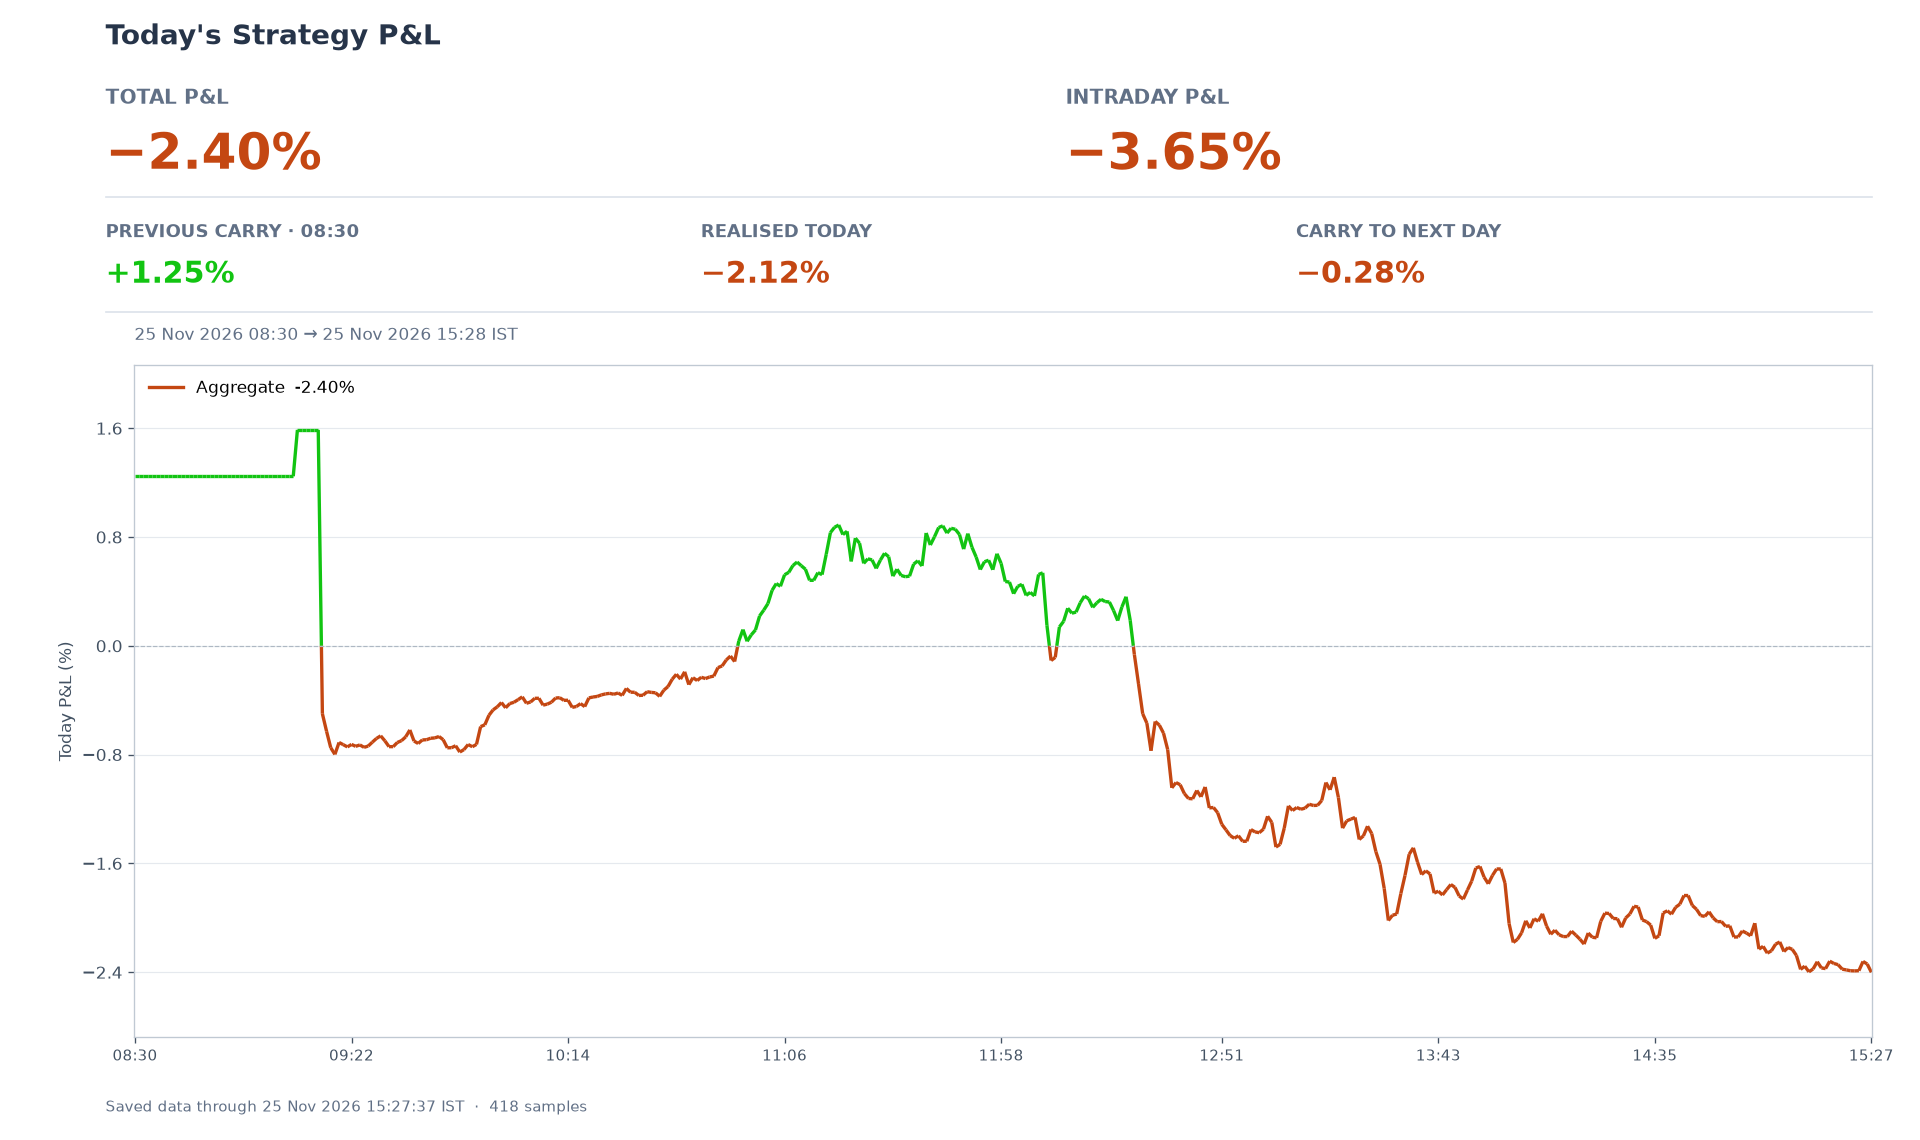 Today's Strategy P&L
TOTAL P&L
INTRADAY P&L
−2.40%
−3.65%
PREVIOUS CARRY · 08:30
REALISED TODAY
CARRY TO NEXT DAY
+1.25%
−2.12%
−0.28%
25 Nov 2026 08:30 → 25 Nov 2026 15:28 IST
Aggregate -2.40%
1.6
0.8
0.0
−0.8
−1.6
−2.4
Today P&L (%)
08:30 09:22 10:14 11:06 11:58 12:51 13:43 14:35 15:27
Saved data through 25 Nov 2026 15:27:37 IST · 418 samples